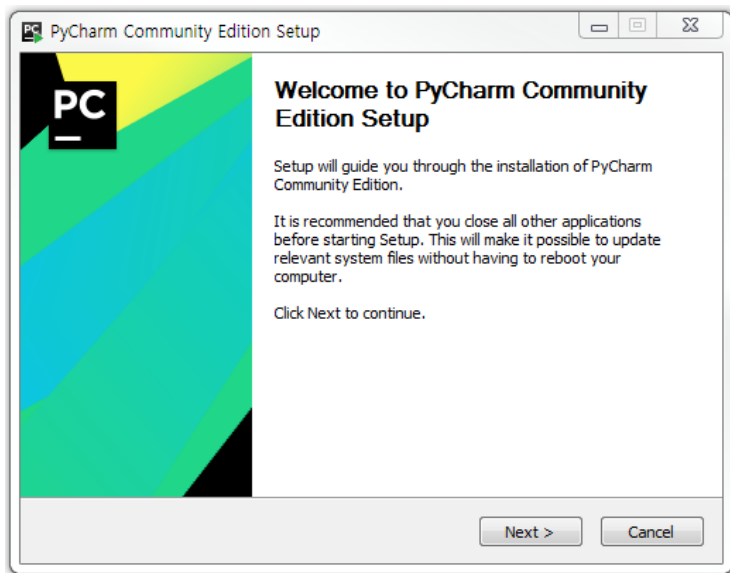 PyCharm Community Edition Setup
PC
Welcome to PyCharm Community
Edition Setup
Setup will guide you through the installation of PyCharm
Community Edition.
It is recommended that you close all other applications
before starting Setup. This will make it possible to update
relevant system files without having to reboot your
computer.
Click Next to continue.
Next >
Cancel